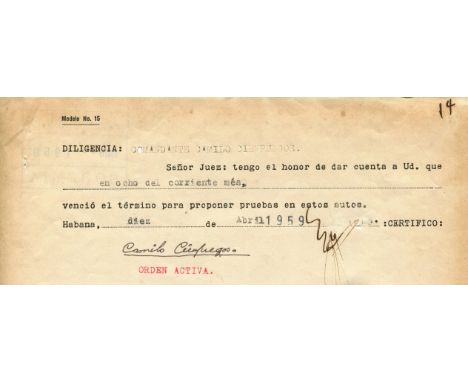 14
Modelo No. 15
DILIGENCIA: COMANDANTE CAMILO
Señor Juez: tengo el honor de dar cuenta a Ud. que
en ocho del corriente més,
venció el término para proponer pruebas en estos autos.
Habana, diez de Abril 1959 :CERTIFICO:
Camilo Cienfuegos.
ORDEN ACTIVA.